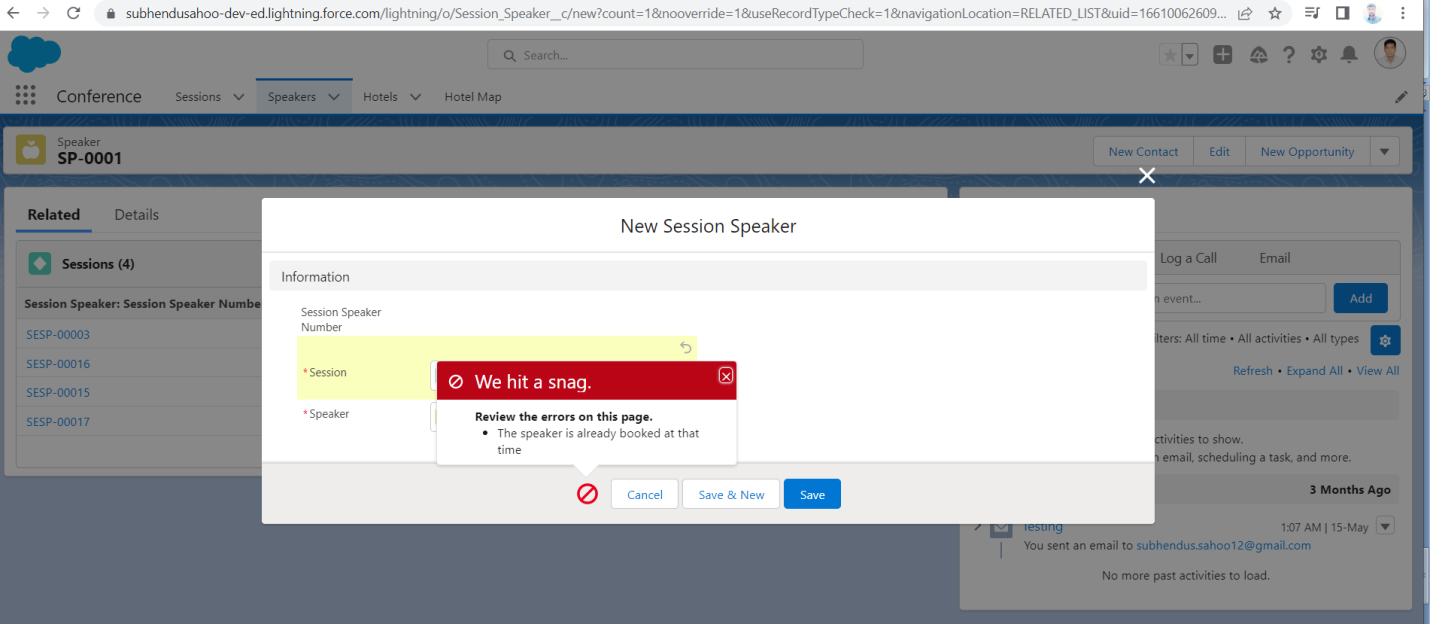 subhendusahoo-dev-ed.lightning.force.com/lightning/o/Session_Speaker__c/new?count=1&nooverride=1&useRecordTypeCheck=1&navigationLocation=RELATED_LIST&uid=16610062609...
Search...
Conference
Sessions
Speakers
Hotels
Hotel Map
Speaker
SP-0001
New Contact
Edit
New Opportunity
Related
Details
New Session Speaker
Sessions (4)
Log a Call
Email
Information
Session Speaker: Session Speaker Numbe
event...
Add
Session Speaker
Number
SESP-00003
SESP-00016
SESP-00015
SESP-00017
All time • All activities • All types
Refresh • Expand All • View All
*Session
We hit a snag.
*Speaker
Review the errors on this page.
• The speaker is already booked at that
time
to show.
email, scheduling a task, and more.
3 Months Ago
Cancel
Save & New
Save
Testing
1:07 AM | 15-May
You sent an email to subhendus.sahoo12@gmail.com
No more past activities to load.